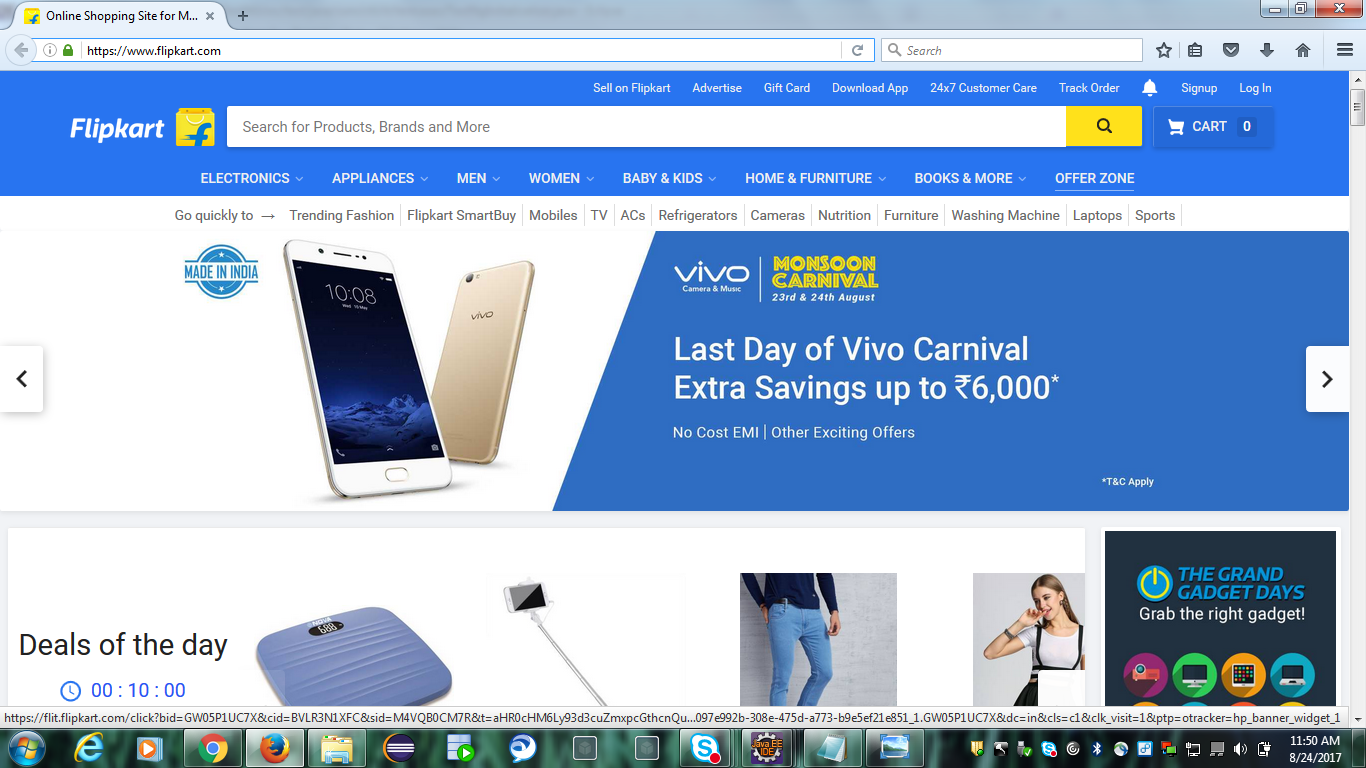 Online Shopping Site for M...
https://www.flipkart.com
Search
Sell on Flipkart Advertise Gift Card Download App 24x7 Customer Care Track Order Signup Log In
Flipkart
Search for Products, Brands and More
CART 0
ELECTRONICS APPLIANCES MEN WOMEN BABY & KIDS HOME & FURNITURE BOOKS & MORE OFFER ZONE
Go quickly to → Trending Fashion Flipkart SmartBuy Mobiles TV ACs Refrigerators Cameras Nutrition Furniture Washing Machine Laptops Sports
MADE IN INDIA
10:08
Wed 10 May
vivo
vivo
Camera & Music
MONSOON
CARNIVAL
23rd & 24th August
Last Day of Vivo Carnival
Extra Savings up to ₹6,000*
No Cost EMI | Other Exciting Offers
*T&C Apply
Deals of the day
00 : 10 : 00
NOVA
888
THE GRAND
GADGET DAYS
Grab the right gadget!
https://flit.flipkart.com/click?bid=GW05P1UC7X&cid=BVLR3N1XFC&sid=M4VQB0CM7R&t=aHR0cHM6Ly93d3cuZmxpcGthcnQu...097e992b-308e-475d-a773-b9e5ef21e851_1.GW05P1UC7X&dc=in&cls=c1&clk_visit=1&ptp=otracker=hp_banner_widget_1
Java EE
IDE
11:50 AM
8/24/2017